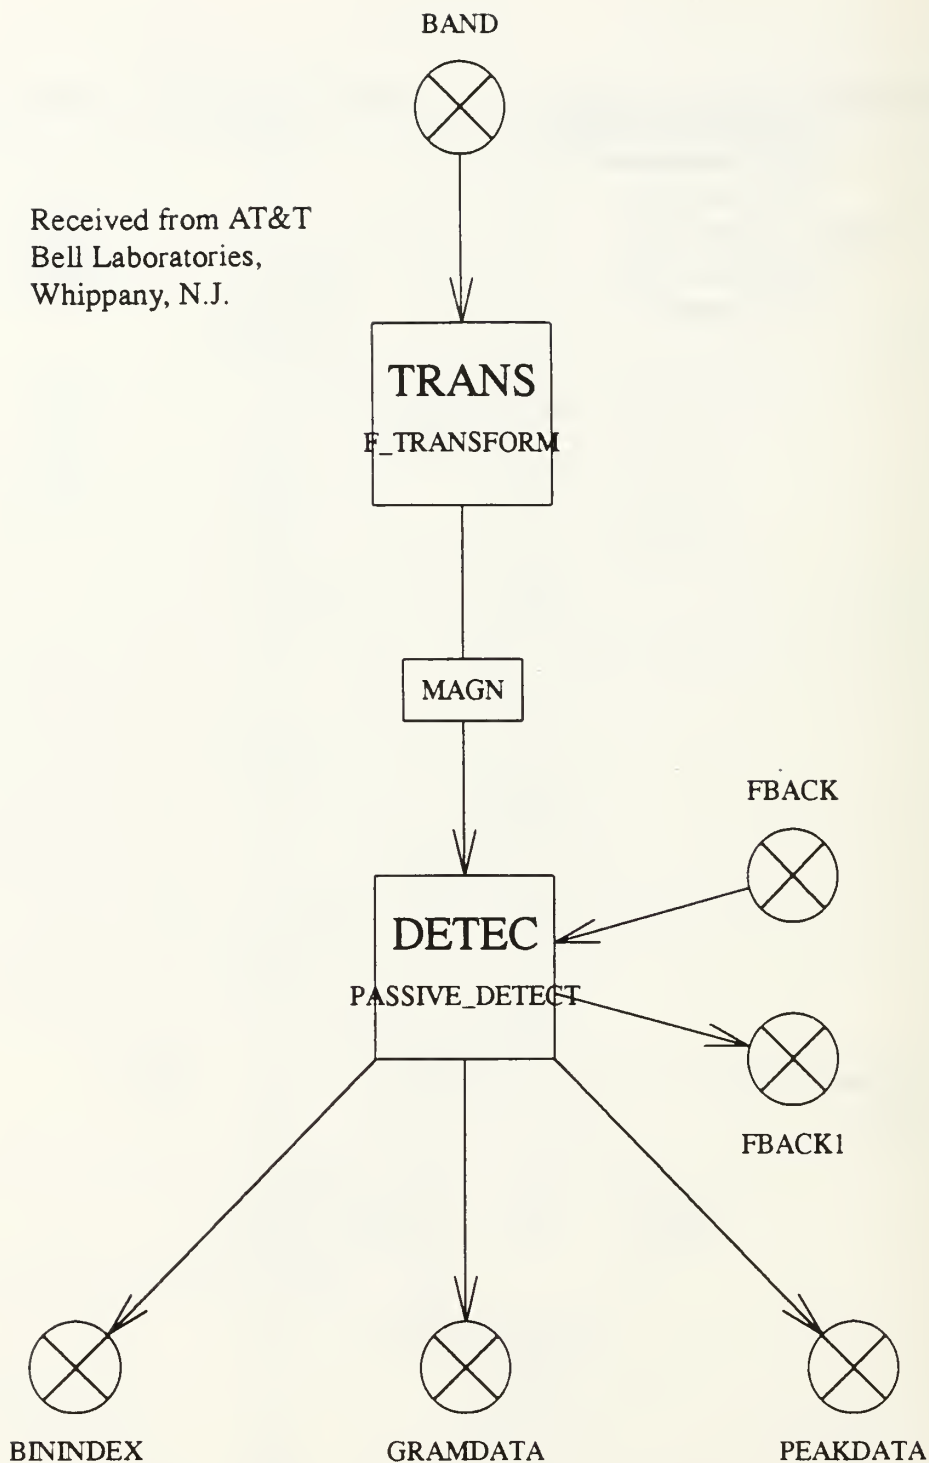 BAND
Received from AT&T
Bell Laboratories,
Whippany, N.J.
TRANS
F_TRANSFORM
MAGN
FBACK
DETEC
PASSIVE_DETECT
FBACK1
BININDEX
GRAMDATA
PEAKDATA